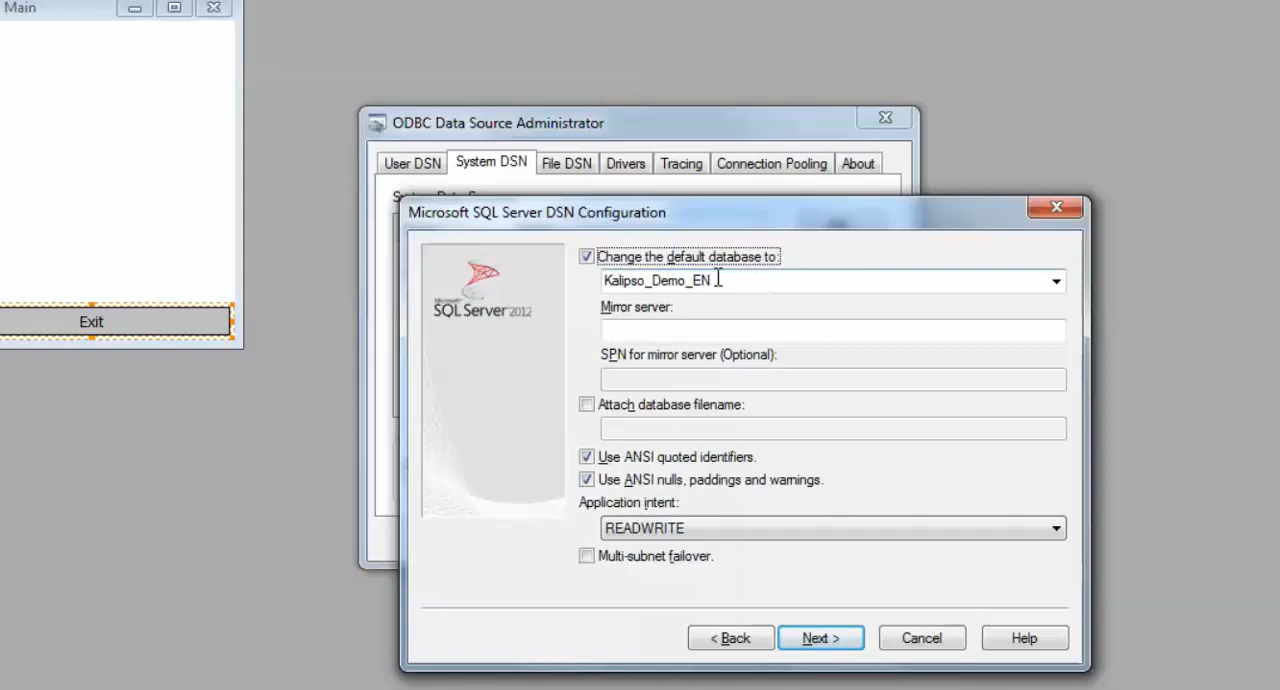 Main
Exit
ODBC Data Source Administrator
User DSN System DSN File DSN Drivers Tracing Connection Pooling About
Microsoft SQL Server DSN Configuration
Microsoft
SQL Server 2012
Change the default database to:
Kalipso_Demo_EN
Mirror server:
SPN for mirror server (Optional):
Attach database filename:
Use ANSI quoted identifiers.
Use ANSI nulls, paddings and warnings.
Application intent:
READWRITE
Multi-subnet failover.
< Back Next > Cancel Help